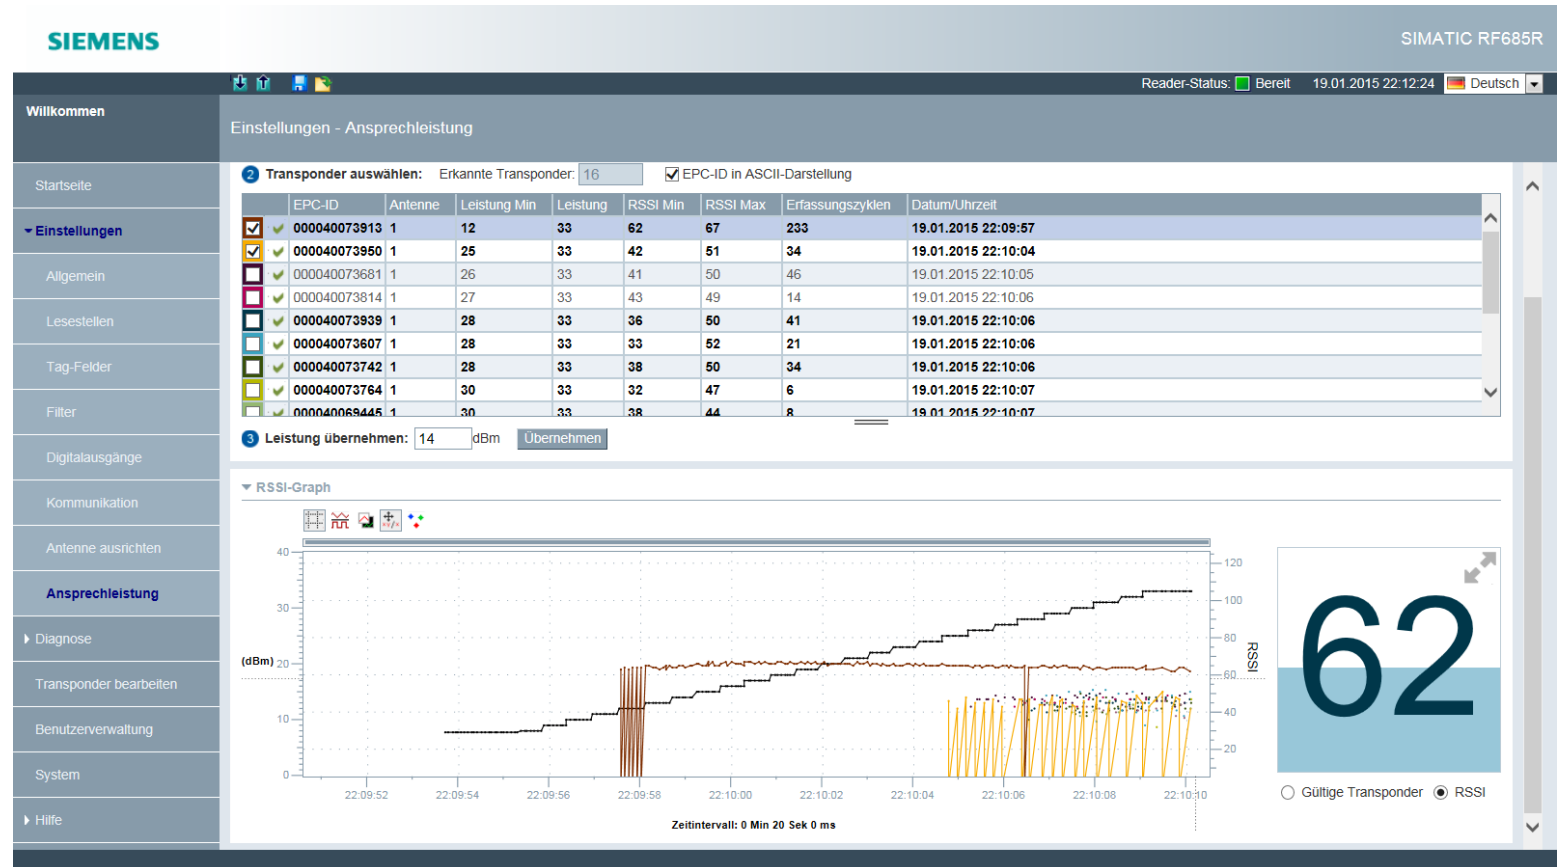 SIEMENS
SIMATIC RF685R
Reader-Status: Bereit 19.01.2015 22:12:24 Deutsch
Willkommen
Einstellungen - Ansprechleistung
Startseite
Einstellungen
Allgemein
Lesestellen
Tag-Felder
Filter
Digitalausgänge
Kommunikation
Antenne ausrichten
Ansprechleistung
Diagnose
Transponder bearbeiten
Benutzerverwaltung
System
Hilfe
2 Transponder auswählen: Erkannte Transponder: 16 EPC-ID in ASCII-Darstellung
EPC-ID Antenne Leistung Min Leistung RSSI Min RSSI Max Erfassungszyklen Datum/Uhrzeit
000040073913 1 12 33 62 67 233 19.01.2015 22:09:57
000040073950 1 25 33 42 51 34 19.01.2015 22:10:04
000040073681 1 26 33 41 50 46 19.01.2015 22:10:05
000040073814 1 27 33 43 49 14 19.01.2015 22:10:06
000040073939 1 28 33 36 50 41 19.01.2015 22:10:06
000040073607 1 28 33 33 52 21 19.01.2015 22:10:06
000040073742 1 28 33 38 50 34 19.01.2015 22:10:06
000040073764 1 30 33 32 47 6 19.01.2015 22:10:07
000040069445 1 30 33 38 44 8 19.01.2015 22:10:07
3 Leistung übernehmen: 14 dBm Übernehmen
RSSI-Graph
40
30
(dBm) 20
10
0
120
100
80
60
40
20
RSSI
22:09:52 22:09:54 22:09:56 22:09:58 22:10:00 22:10:02 22:10:04 22:10:06 22:10:08 22:10:10
Zeitintervall: 0 Min 20 Sek 0 ms
62
Gültige Transponder RSSI